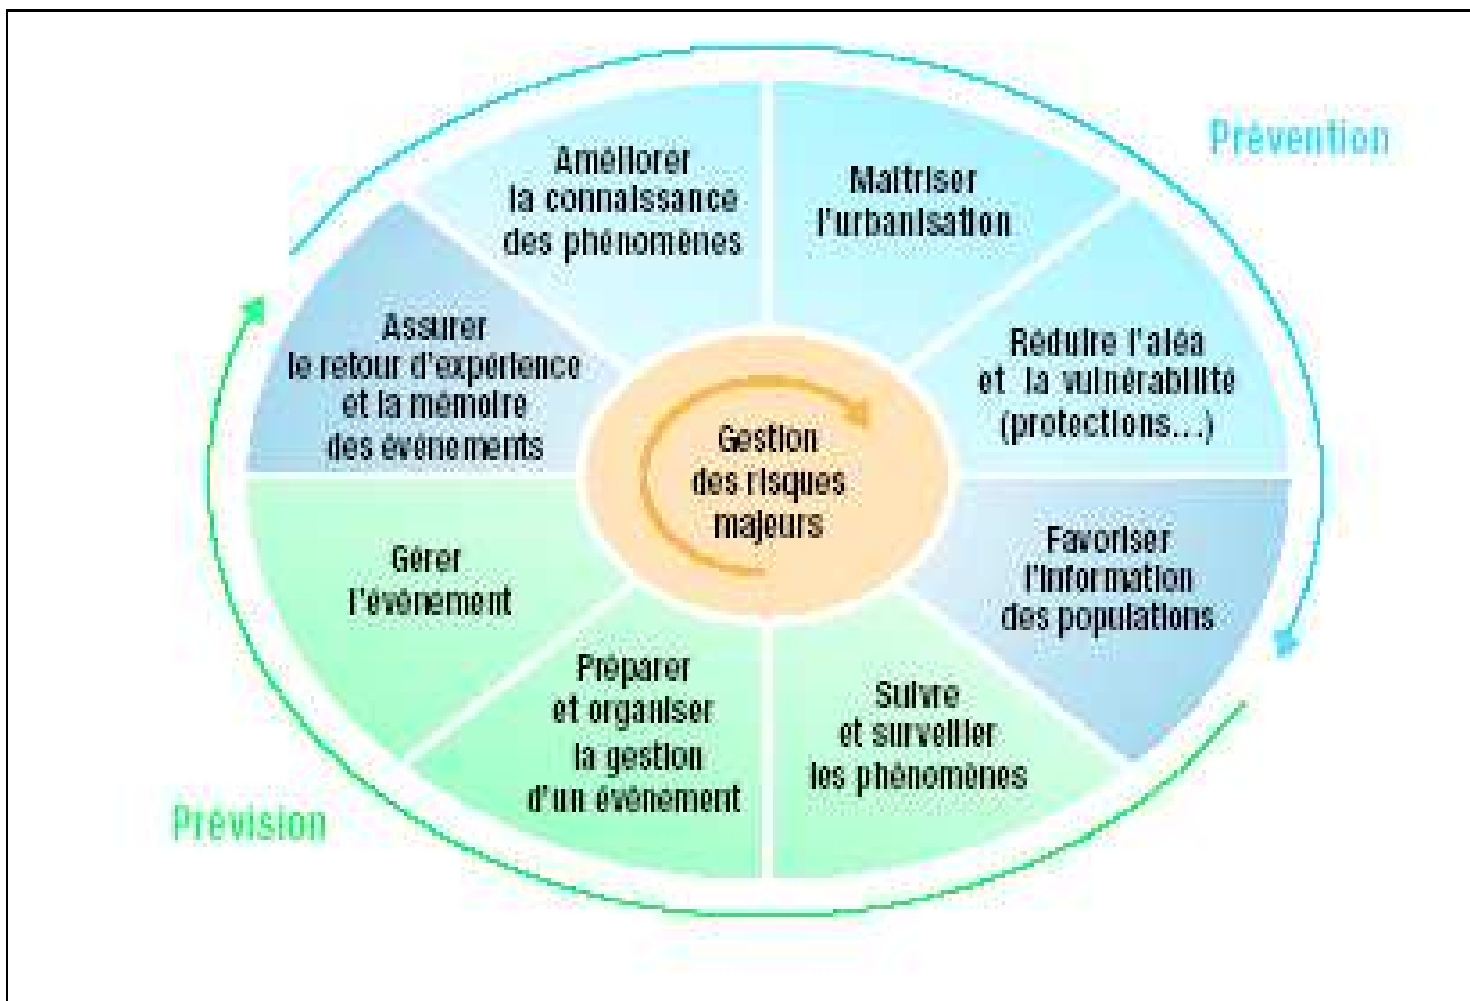 Prévention
Améliorer
la connaissance
des phénomènes
Maîtriser
l'urbanisation
Réduire l'aléa
et la vulnérabilité
(protections...)
Favoriser
l'information
des populations
Suivre
et surveiller
les phénomènes
Préparer
et organiser
la gestion
d'un événement
Gérer
l'événement
Assurer
le retour d'expérience
et la mémoire
des événements
Gestion
des risques
majeurs
Prévision